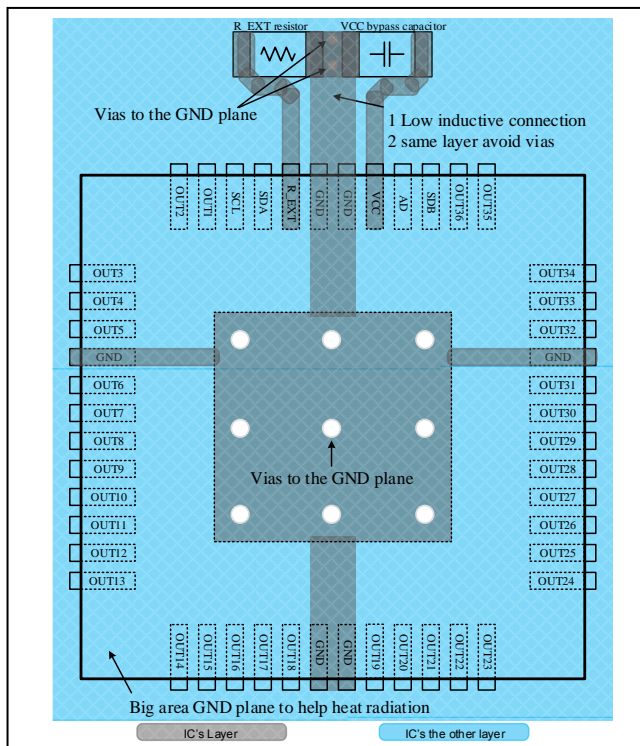 R_EXT resistor
VCC bypass capacitor
Vias to the GND plane
1 Low inductive connection
2 same layer avoid vias
OUT2
OUT1
SCL
SDA
R_EXT
GND
GND
VCC
AD
SDB
OUT36
OUT35
OUT3
OUT34
OUT4
OUT33
OUT5
OUT32
GND
GND
OUT6
OUT31
OUT7
OUT30
OUT8
OUT29
OUT9
OUT28
Vias to the GND plane
OUT10
OUT27
OUT11
OUT26
OUT12
OUT25
OUT13
OUT24
OUT14
OUT15
OUT16
OUT17
OUT18
GND
GND
OUT19
OUT20
OUT21
OUT22
OUT23
Big area GND plane to help heat radiation
IC's Layer
IC's the other layer